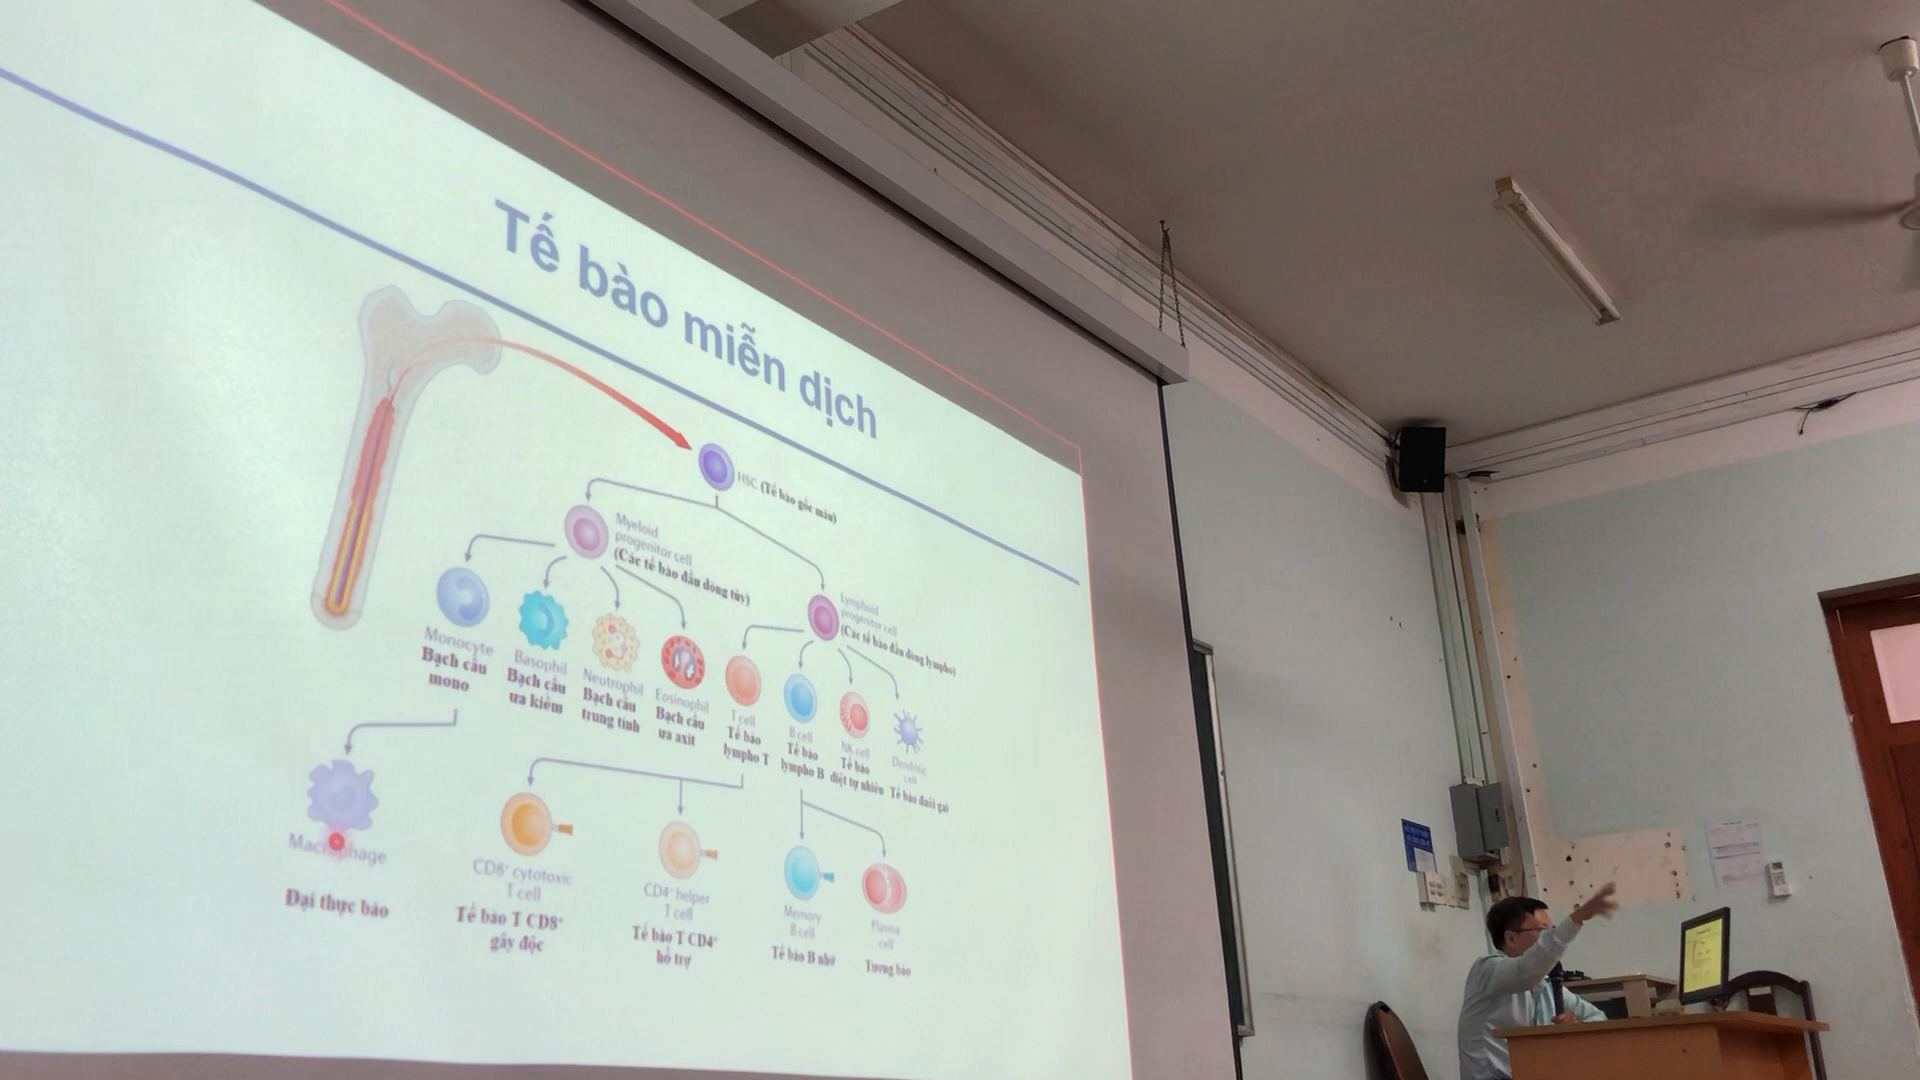 Tế bào miễn dịch
HSC (Tế bào gốc máu)
Myeloid
progenitor cell
(Các tế bào đầu dòng tủy)
Lymphoid
progenitor cell
(Các tế bào đầu dòng lympho)
Monocyte
Bạch cầu
mono
Basophil
Bạch cầu
ưa kiềm
Neutrophil
Bạch cầu
trung tính
Eosinophil
Bạch cầu
ưa axit
T cell
Tế bào
lympho T
B cell
Tế bào
lympho B
NK cell
Tế bào
diệt tự nhiên
Dendritic
cell
Tế bào đuôi gai
Macrophage
Đại thực bào
CD8⁺ cytotoxic
T cell
Tế bào T CD8⁺
gây độc
CD4⁺ helper
T cell
Tế bào T CD4⁺
hỗ trợ
Memory
B cell
Tế bào B nhớ
Plasma
cell
Tương bào